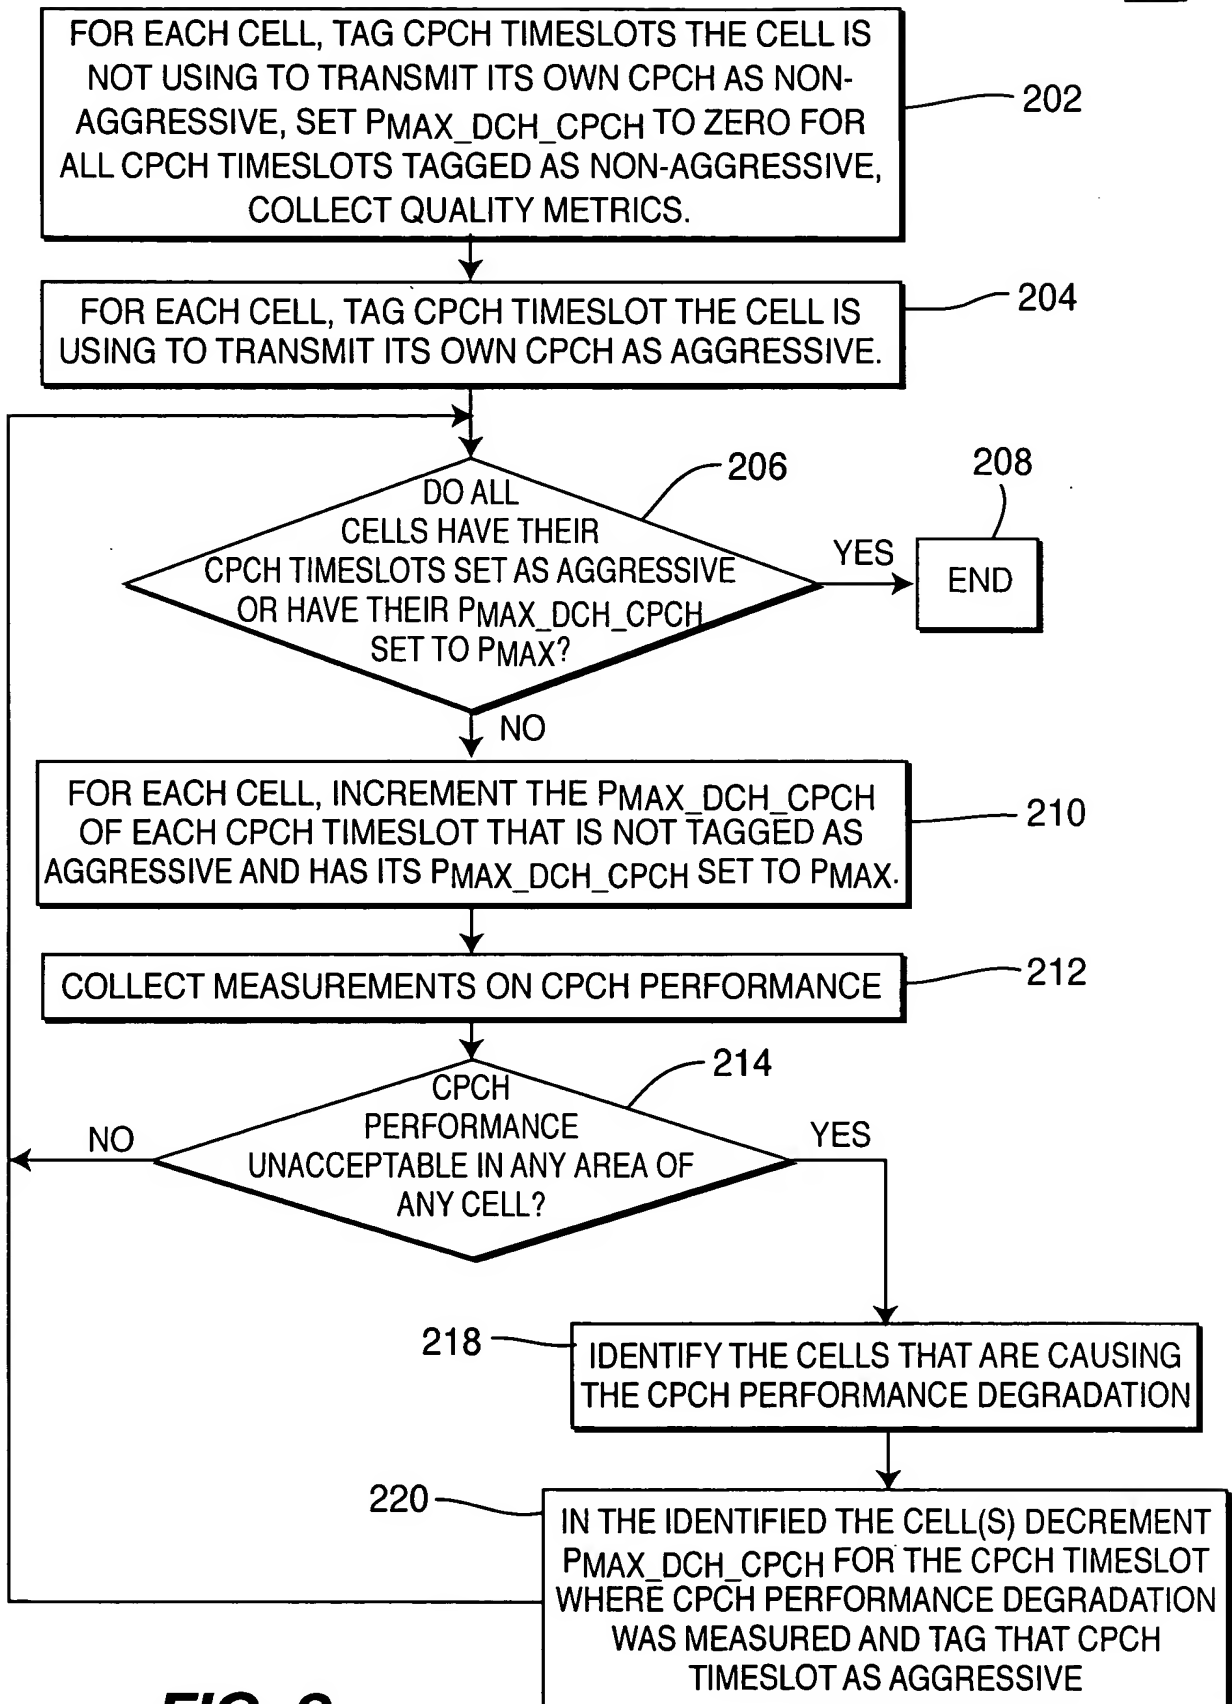 FOR EACH CELL, TAG CPCH TIMESLOTS THE CELL IS
NOT USING TO TRANSMIT ITS OWN CPCH AS NON-
AGGRESSIVE, SET PMAX_DCH_CPCH TO ZERO FOR
ALL CPCH TIMESLOTS TAGGED AS NON-AGGRESSIVE,
COLLECT QUALITY METRICS.
202
FOR EACH CELL, TAG CPCH TIMESLOT THE CELL IS
USING TO TRANSMIT ITS OWN CPCH AS AGGRESSIVE.
204
DO ALL
CELLS HAVE THEIR
CPCH TIMESLOTS SET AS AGGRESSIVE
OR HAVE THEIR PMAX_DCH_CPCH
SET TO PMAX?
206
YES
208
END
NO
FOR EACH CELL, INCREMENT THE PMAX_DCH_CPCH
OF EACH CPCH TIMESLOT THAT IS NOT TAGGED AS
AGGRESSIVE AND HAS ITS PMAX_DCH_CPCH SET TO PMAX.
210
COLLECT MEASUREMENTS ON CPCH PERFORMANCE
212
CPCH
PERFORMANCE
UNACCEPTABLE IN ANY AREA OF
ANY CELL?
214
NO
YES
218
IDENTIFY THE CELLS THAT ARE CAUSING
THE CPCH PERFORMANCE DEGRADATION
220
IN THE IDENTIFIED THE CELL(S) DECREMENT
PMAX_DCH_CPCH FOR THE CPCH TIMESLOT
WHERE CPCH PERFORMANCE DEGRADATION
WAS MEASURED AND TAG THAT CPCH
TIMESLOT AS AGGRESSIVE
FIG.